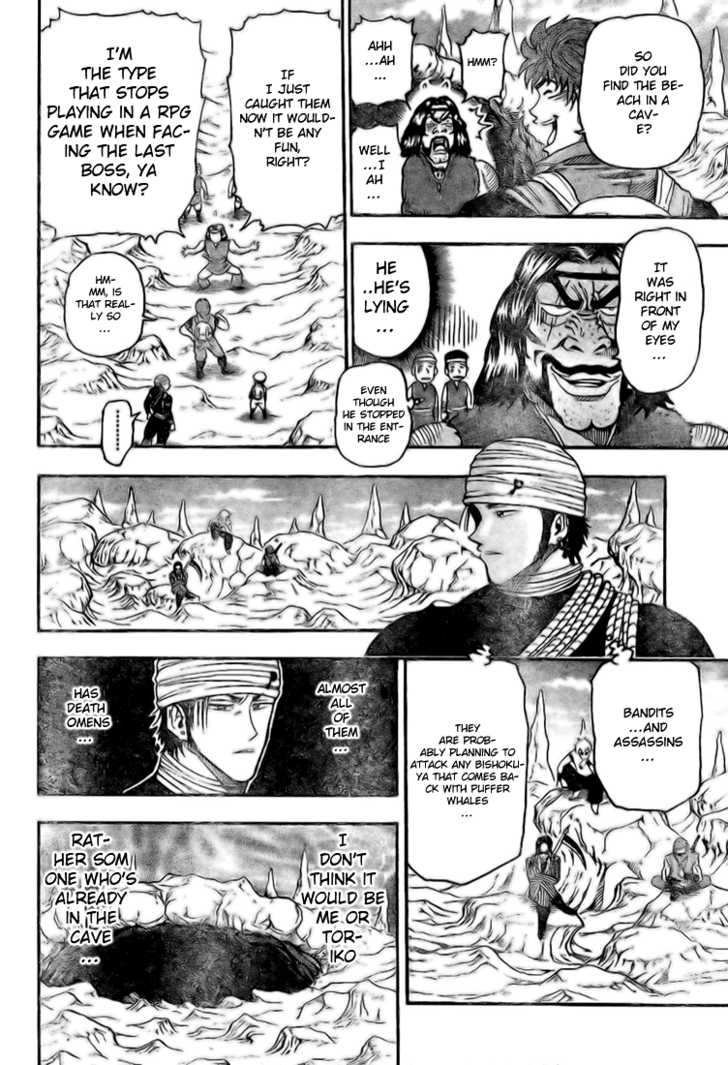 SO
DID YOU
FIND THE BE-
ACH IN A
CAV-
E?
HMM?
AHH
...AH
...
WELL
...I
AH
...
IT
WAS
RIGHT IN
FRONT
OF MY
EYES
...
HE
..HE'S
LYING
...
EVEN
THOUGH
HE STOPPED
IN THE ENT-
RANCE
IF
I JUST
CAUGHT THEM
NOW IT WOULD-
N'T BE ANY
FUN,
RIGHT?
I'M
THE TYPE
THAT STOPS
PLAYING IN A RPG
GAME WHEN FAC-
ING THE LAST
BOSS, YA
KNOW?
HM-
MM, IS
THAT REAL-
LY SO
...
.........
BANDITS
...AND
ASSASSINS
...
THEY
ARE PROB-
ABLY PLANNING TO
ATTACK ANY BISHOKU-
YA THAT COMES BA-
CK WITH PUFFER
WHALES
...
ALMOST
ALL
OF
THEM
...
HAS
DEATH
OMENS
...
I
DON'T
THINK IT
WOULD BE
ME OR
TOR-
IKO
RAT-
HER SOM
ONE WHO'S
ALREADY
IN THE
CAVE
...